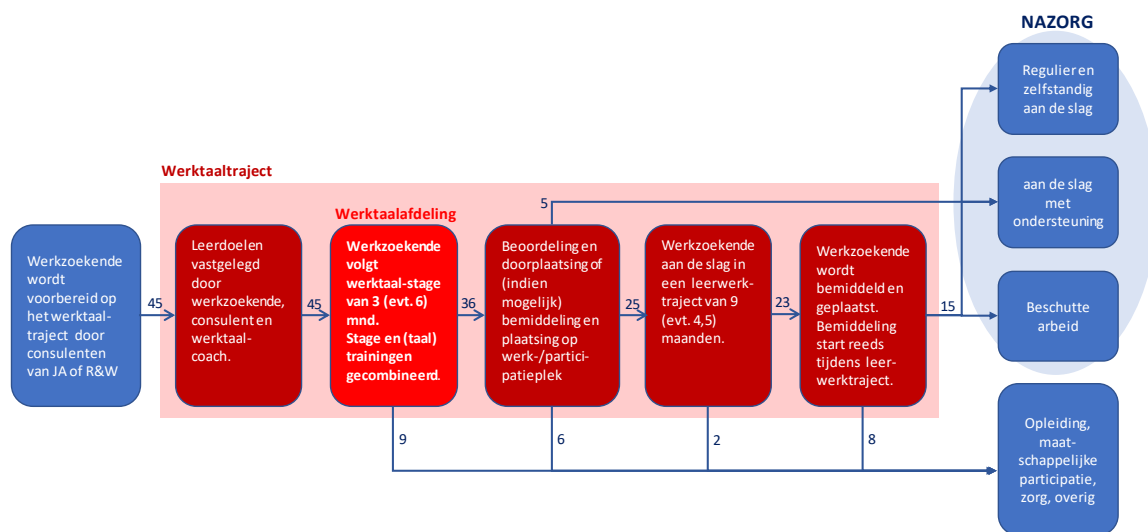 NAZORG
Regulier en
zelfstandig
aan de slag
Werktaaltraject
5
aan de slag
met
ondersteuning
Werktaalafdeling
Werkzoekende
wordt
voorbereid op
het werktaal-
traject door
consulenten
van JA of R&W
45
Leerdoelen
vastgelegd
door
werkzoekende,
consulent en
werktaal-
coach.
45
Werkzoekende
volgt
werktaal-stage
van 3 (evt. 6)
mnd.
Stage en (taal)
trainingen
gecombineerd.
36
Beoordeling en
doorplaatsing of
(indien
mogelijk)
bemiddeling en
plaatsing op
werk-/partici-
patieplek
25
Werkzoekende
aan de slag in
een leerwerk-
traject van 9
(evt. 4,5)
maanden.
23
Werkzoekende
wordt
bemiddeld en
geplaatst.
Bemiddeling
start reeds
tijdens leer-
werktraject.
15
Beschutte
arbeid
9
6
2
8
Opleiding,
maat-
schappelijke
participatie,
zorg, overig